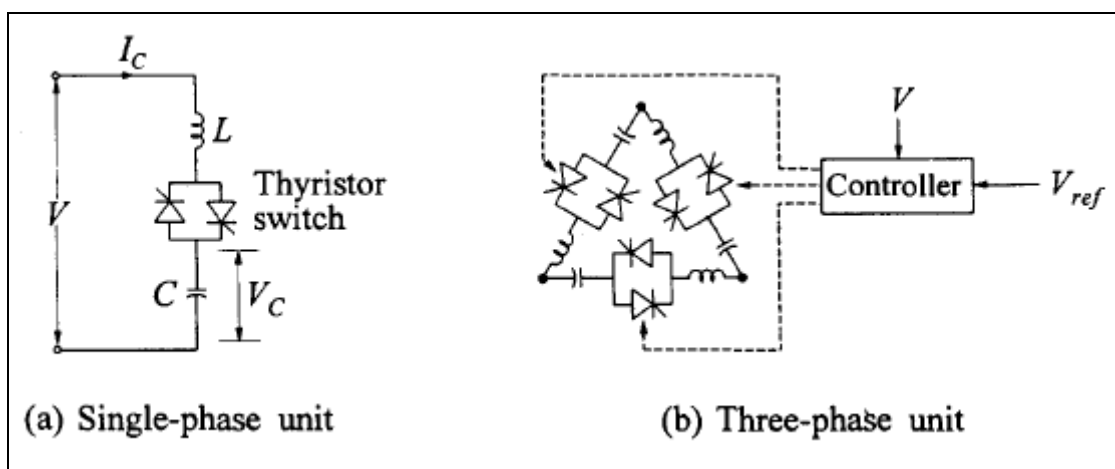 I_C
L
Thyristor
switch
V
C
V_C
(a) Single-phase unit
V
Controller
V_ref
(b) Three-phase unit